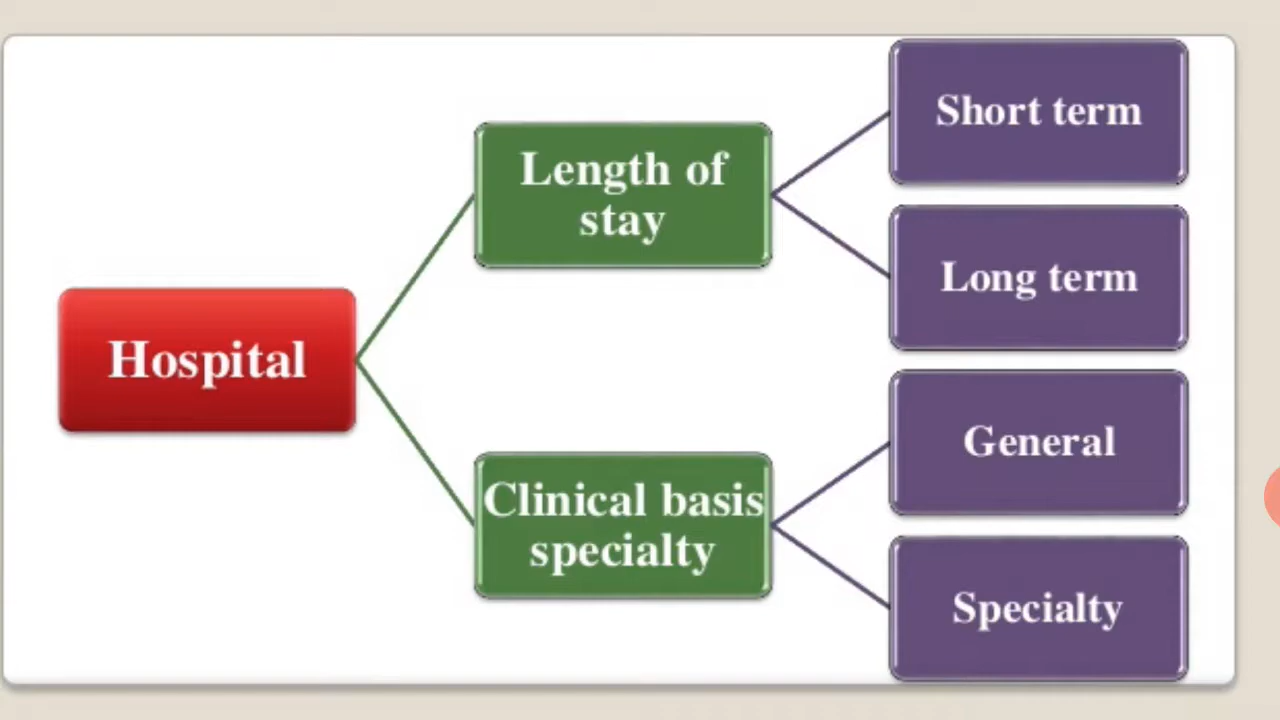 Hospital
Length of
stay
Short term
Long term
Clinical basis
specialty
General
Specialty